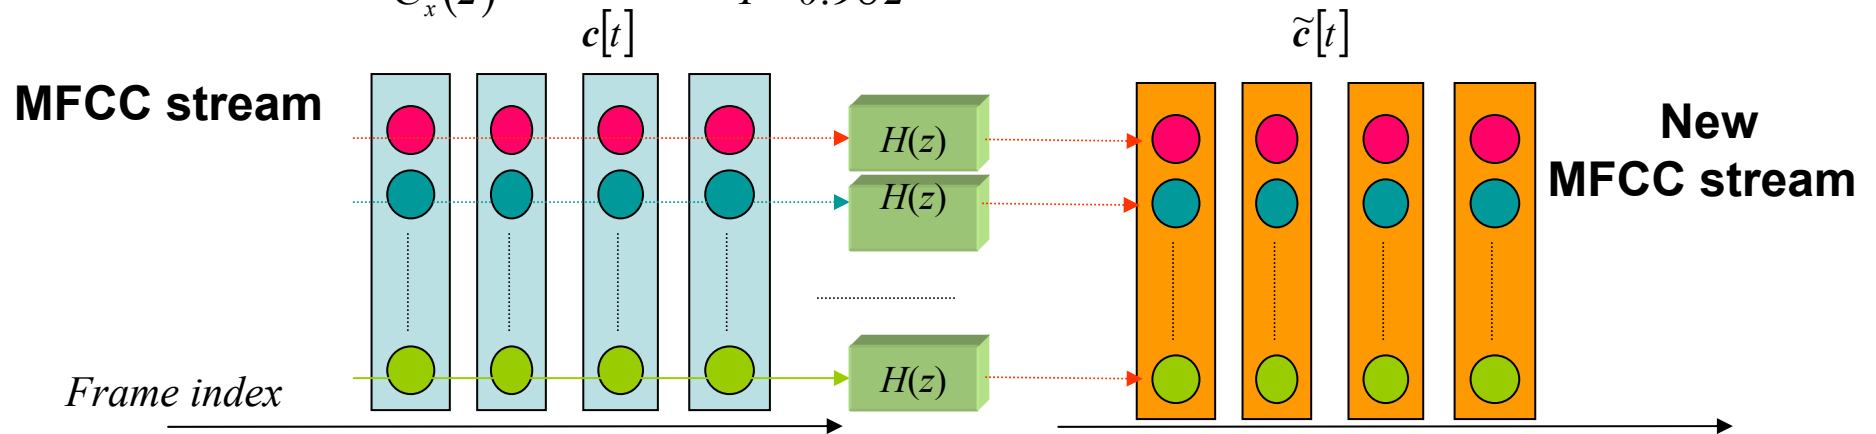 c[t]
c̃[t]
MFCC stream
New
MFCC stream
H(z)
H(z)
H(z)
Frame index